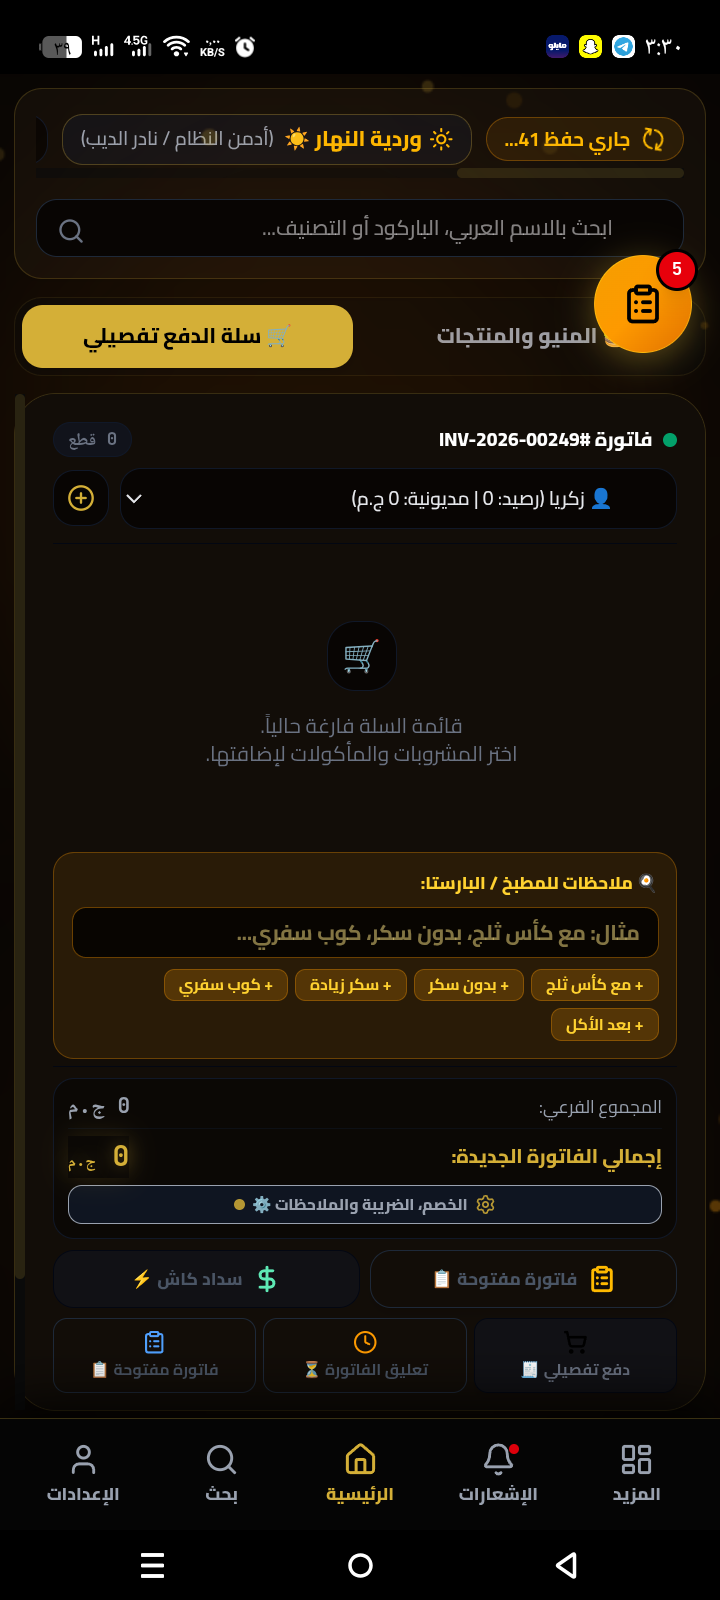 ٣:٣٠
مايلو
KB/S
4.5G
H
٣٩
جاري حفظ 41...
وردية النهار ☀️ (أدمن النظام / نادر الديب)
ابحث بالاسم العربي، الباركود أو التصنيف...
5
المنيو والمنتجات
🛒 سلة الدفع تفصيلي
فاتورة #INV-2026-00249
0 قطع
👤 زكريا (رصيد: 0 | مديونية: 0 ج.م)
قائمة السلة فارغة حالياً.
اختر المشروبات والمأكولات لإضافتها.
🍳 ملاحظات للمطبخ / البارستا:
مثال: مع كأس ثلج، بدون سكر، كوب سفري...
+ مع كأس ثلج
+ بدون سكر
+ سكر زيادة
+ كوب سفري
+ بعد الأكل
المجموع الفرعي:
0 ج.م
إجمالي الفاتورة الجديدة:
0 ج.م
الخصم، الضريبة والملاحظات ⚙️
فاتورة مفتوحة 📋
سداد كاش ⚡
دفع تفصيلي 🧾
تعليق الفاتورة ⏳
فاتورة مفتوحة 📋
المزيد
الإشعارات
الرئيسية
بحث
الإعدادات